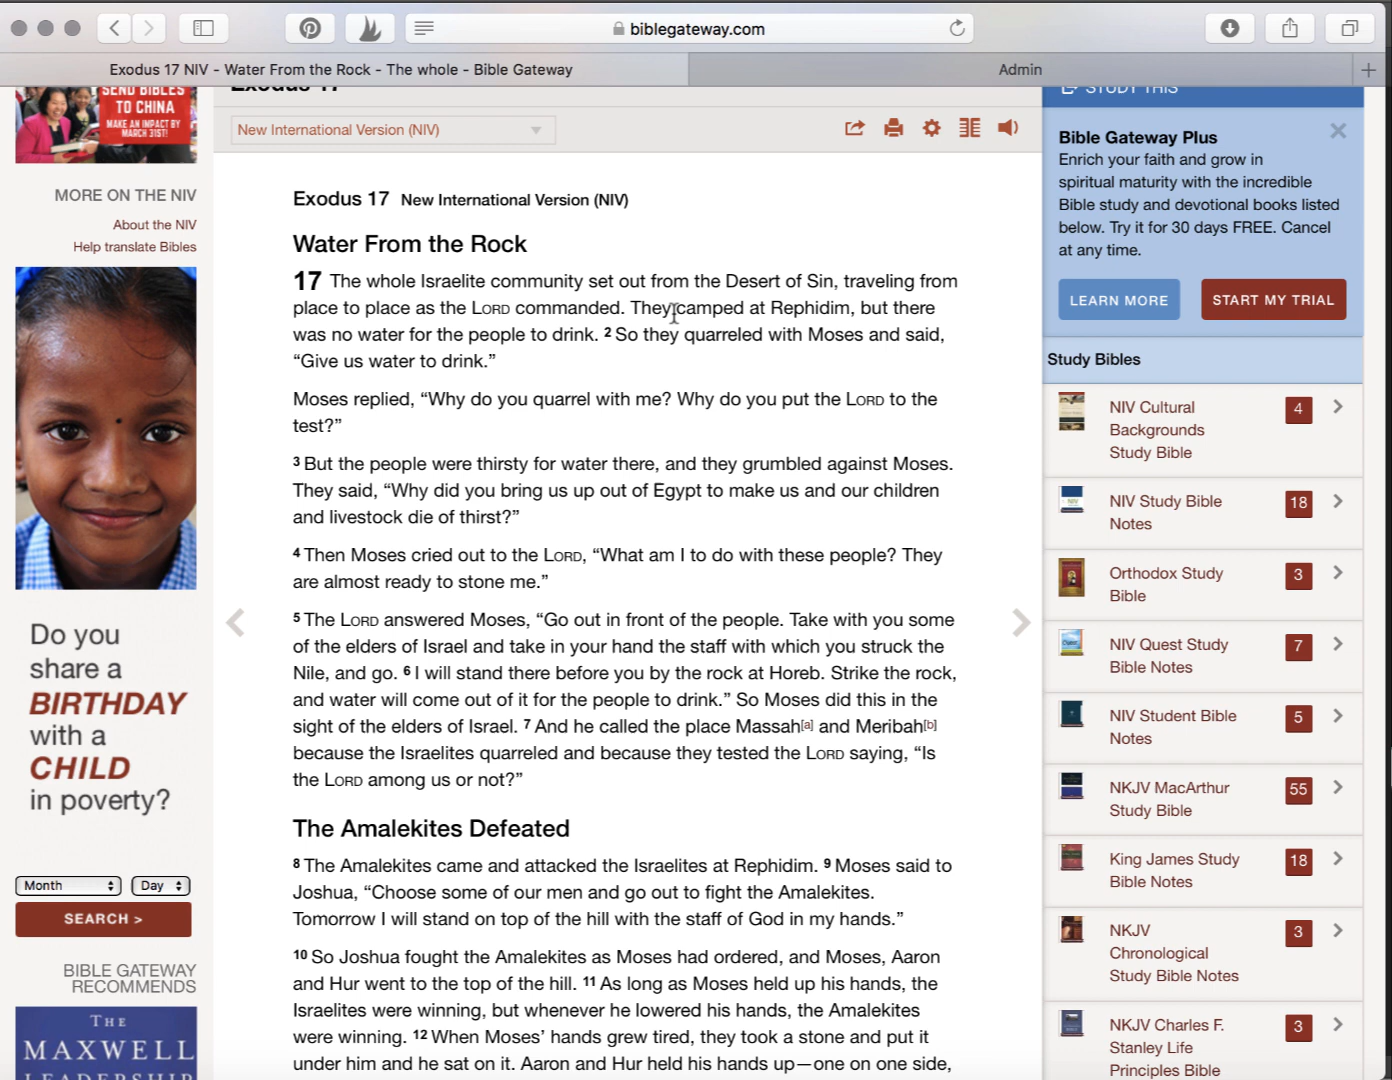 biblegateway.com
Exodus 17 NIV - Water From the Rock - The whole - Bible Gateway
Admin
SEND BIBLES
TO CHINA
MAKE AN IMPACT BY
MARCH 31ST!
MORE ON THE NIV
About the NIV
Help translate Bibles
Do you
share a
BIRTHDAY
with a
CHILD
in poverty?
Month
Day
SEARCH >
BIBLE GATEWAY
RECOMMENDS
THE
MAXWELL
LEADERSHIP
Exodus 17
New International Version (NIV)
Exodus 17 New International Version (NIV)
Water From the Rock
17 The whole Israelite community set out from the Desert of Sin, traveling from
place to place as the LORD commanded. They camped at Rephidim, but there
was no water for the people to drink. 2 So they quarreled with Moses and said,
“Give us water to drink.”
Moses replied, “Why do you quarrel with me? Why do you put the LORD to the
test?”
3 But the people were thirsty for water there, and they grumbled against Moses.
They said, “Why did you bring us up out of Egypt to make us and our children
and livestock die of thirst?”
4 Then Moses cried out to the LORD, “What am I to do with these people? They
are almost ready to stone me.”
5 The LORD answered Moses, “Go out in front of the people. Take with you some
of the elders of Israel and take in your hand the staff with which you struck the
Nile, and go. 6 I will stand there before you by the rock at Horeb. Strike the rock,
and water will come out of it for the people to drink.” So Moses did this in the
sight of the elders of Israel. 7 And he called the place Massah[a] and Meribah[b]
because the Israelites quarreled and because they tested the LORD saying, “Is
the LORD among us or not?”
The Amalekites Defeated
8 The Amalekites came and attacked the Israelites at Rephidim. 9 Moses said to
Joshua, “Choose some of our men and go out to fight the Amalekites.
Tomorrow I will stand on top of the hill with the staff of God in my hands.”
10 So Joshua fought the Amalekites as Moses had ordered, and Moses, Aaron
and Hur went to the top of the hill. 11 As long as Moses held up his hands, the
Israelites were winning, but whenever he lowered his hands, the Amalekites
were winning. 12 When Moses’ hands grew tired, they took a stone and put it
under him and he sat on it. Aaron and Hur held his hands up—one on one side,
STUDY THIS
Bible Gateway Plus
Enrich your faith and grow in
spiritual maturity with the incredible
Bible study and devotional books listed
below. Try it for 30 days FREE. Cancel
at any time.
LEARN MORE
START MY TRIAL
Study Bibles
NIV Cultural
Backgrounds
Study Bible
4
NIV Study Bible
Notes
18
Orthodox Study
Bible
3
NIV Quest Study
Bible Notes
7
NIV Student Bible
Notes
5
NKJV MacArthur
Study Bible
55
King James Study
Bible Notes
18
NKJV
Chronological
Study Bible Notes
3
NKJV Charles F.
Stanley Life
Principles Bible
3